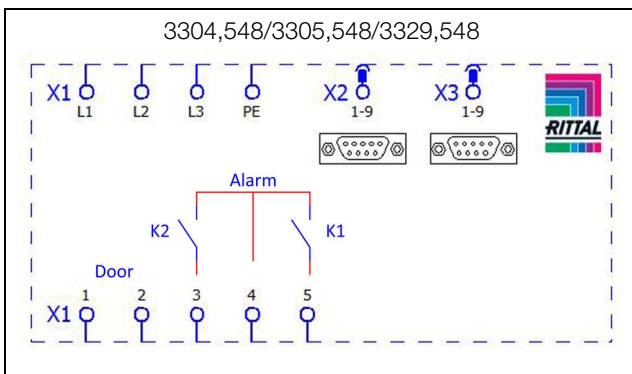 3304,548/3305,548/3329,548
X1 X2 X3
L1 L2 L3 PE 1-9 1-9
RITTAL
Alarm
K2 K1
Door
1 2 3 4 5
X1